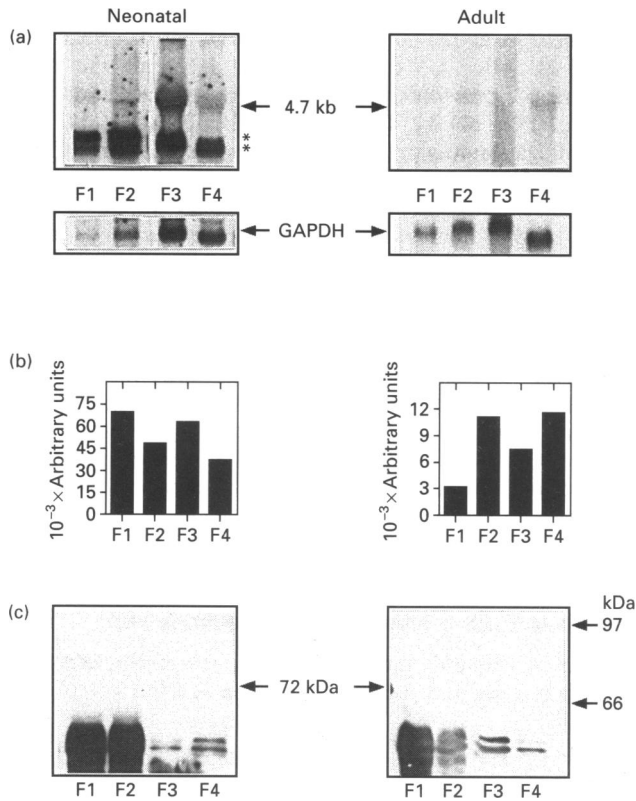 Neonatal Adult
(a)
4.7 kb
*
*
F1 F2 F3 F4 F1 F2 F3 F4
GAPDH
(b)
10⁻³× Arbitrary units
75
60
45
30
15
0
F1 F2 F3 F4
10⁻³× Arbitrary units
12
9
6
3
0
F1 F2 F3 F4
(c)
kDa
97
72 kDa
66
F1 F2 F3 F4 F1 F2 F3 F4